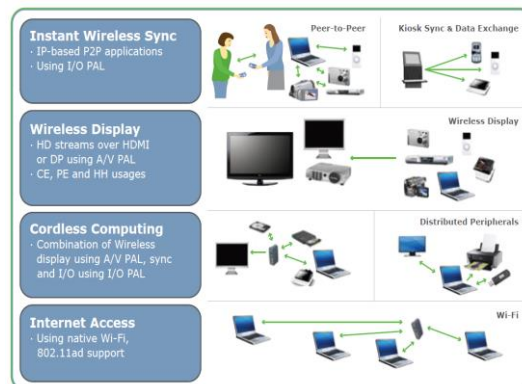 Instant Wireless Sync
· IP-based P2P applications
· Using I/O PAL
Peer-to-Peer
Kiosk Sync & Data Exchange
Wireless Display
· HD streams over HDMI
or DP using A/V PAL
· CE, PE and HH usages
Wireless Display
Cordless Computing
· Combination of Wireless
display using A/V PAL, sync
and I/O using I/O PAL
Distributed Peripherals
Internet Access
· Using native Wi-Fi,
802.11ad support
Wi-Fi